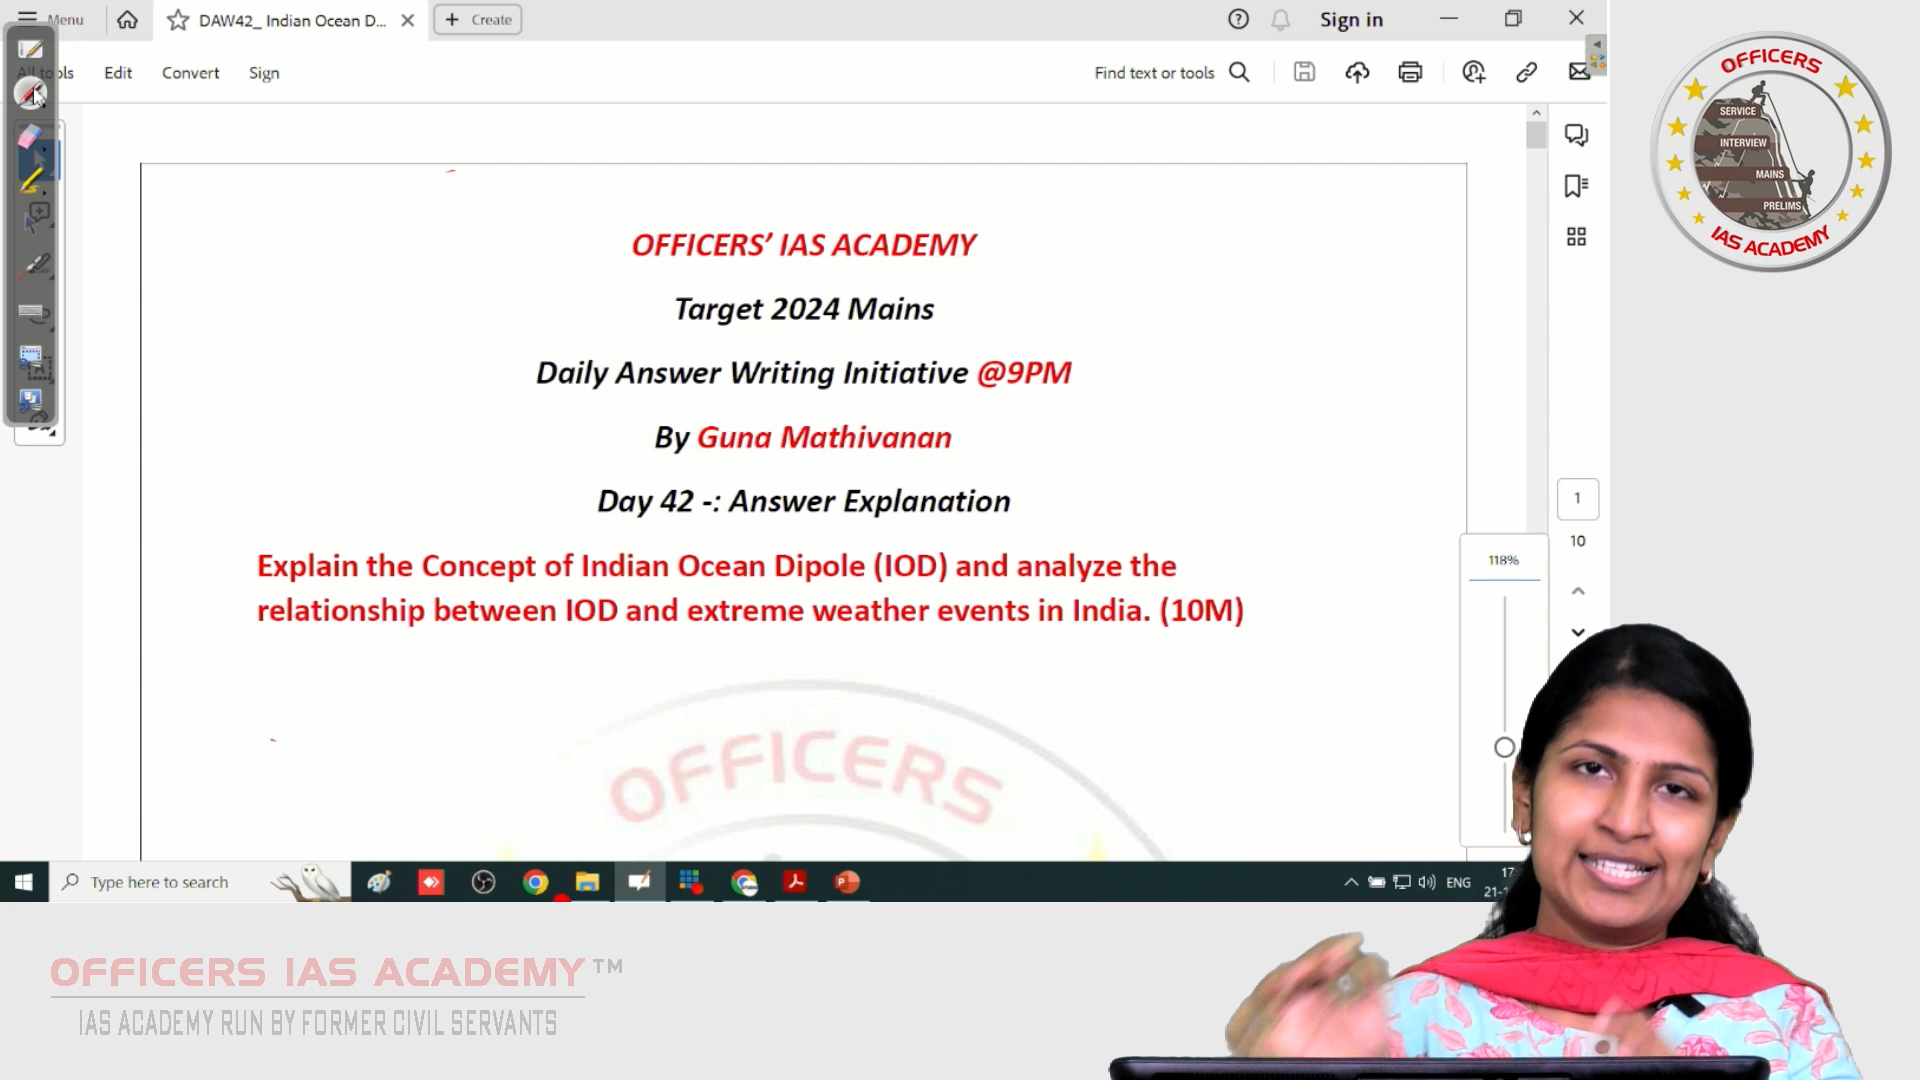 Menu
DAW42_ Indian Ocean D...
Create
Sign in
All tools
Edit
Convert
Sign
Find text or tools
OFFICERS
SERVICE
INTERVIEW
MAINS
PRELIMS
IAS ACADEMY
OFFICERS’ IAS ACADEMY
Target 2024 Mains
Daily Answer Writing Initiative @9PM
By Guna Mathivanan
Day 42 -: Answer Explanation
Explain the Concept of Indian Ocean Dipole (IOD) and analyze the
relationship between IOD and extreme weather events in India. (10M)
1
10
118%
OFFICERS
Type here to search
ENG
17
21-
OFFICERS IAS ACADEMY™
IAS ACADEMY RUN BY FORMER CIVIL SERVANTS